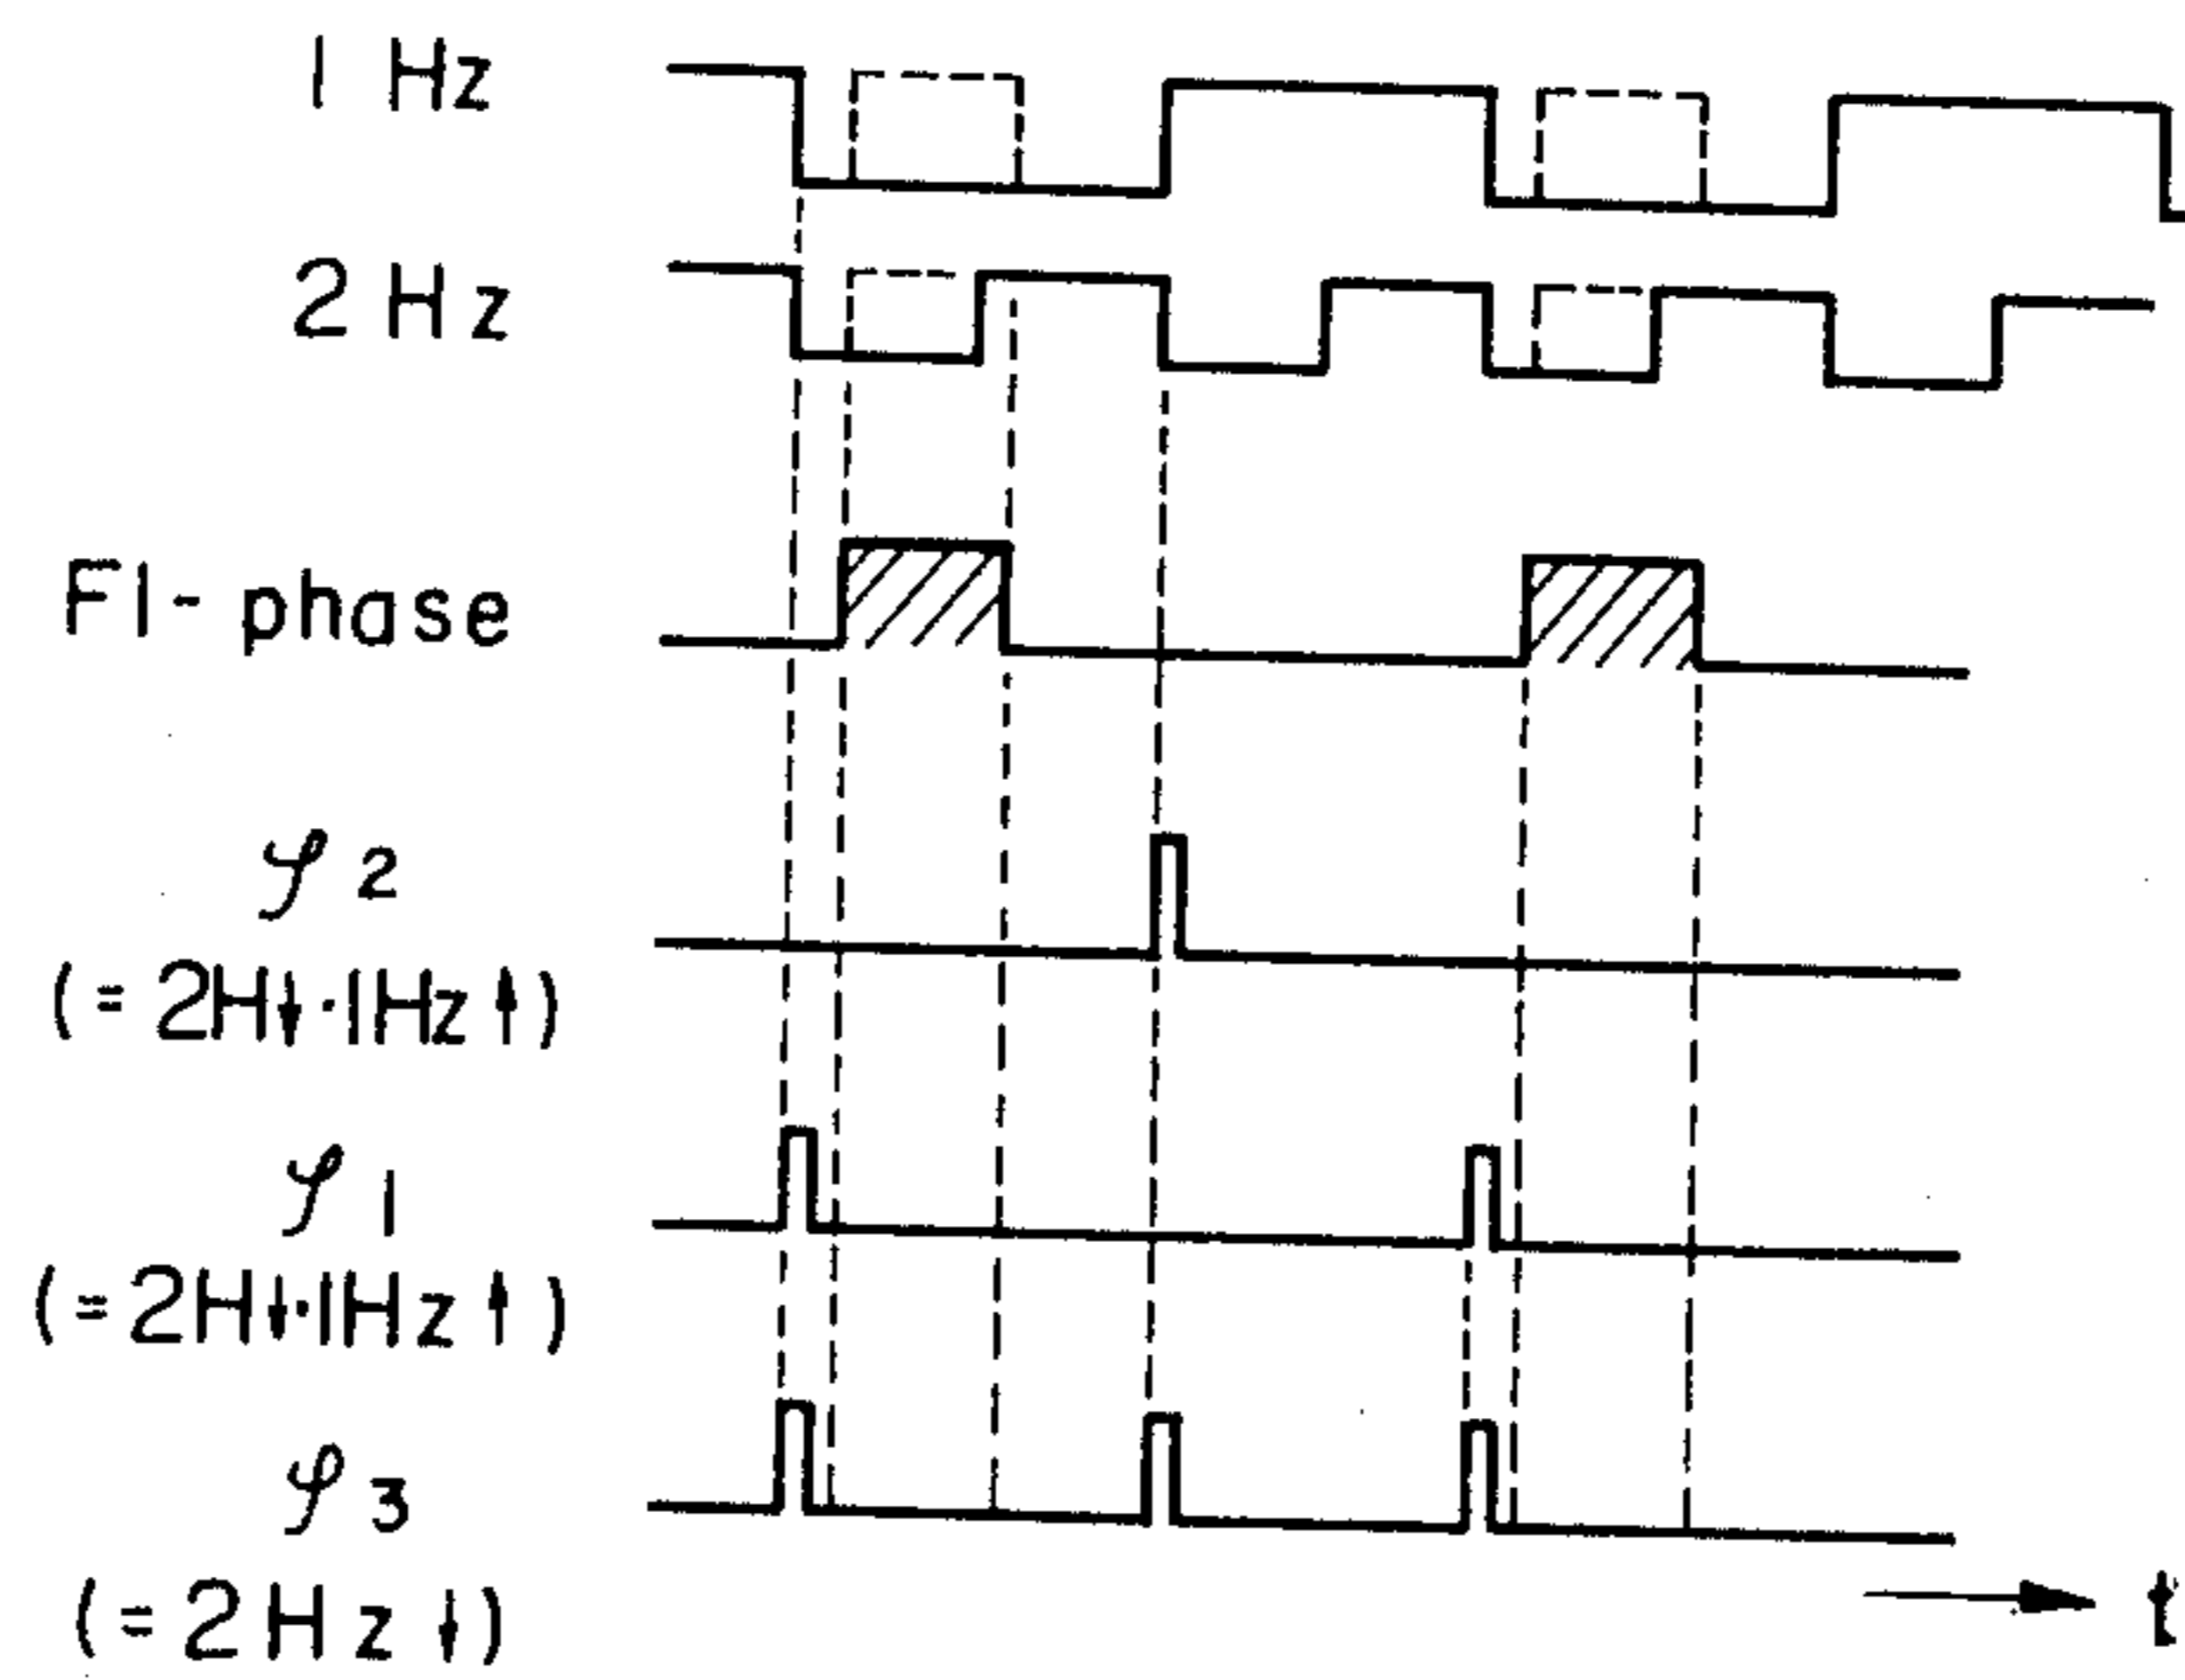 1 Hz
2 Hz
F1- phase
φ2
(= 2H↓·1Hz↑)
φ1
(= 2H↓·1Hz↑)
φ3
(= 2Hz↓)
t